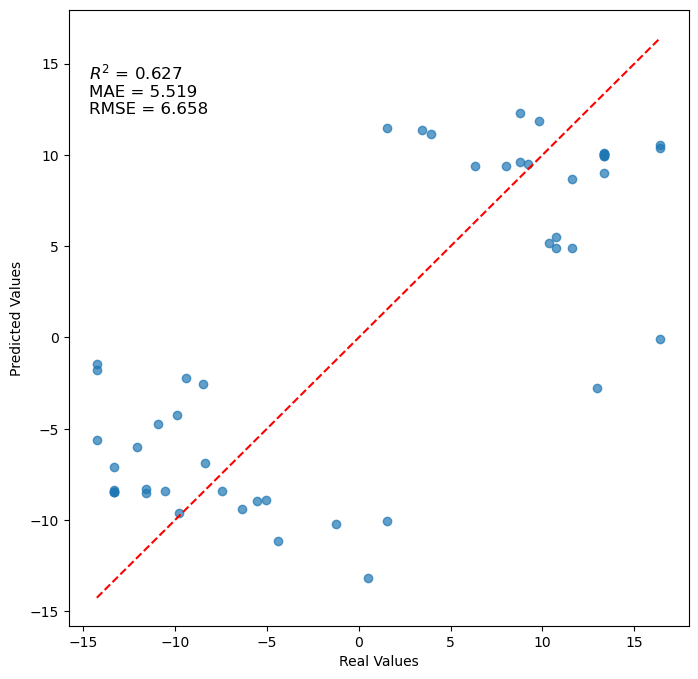 R² = 0.627
MAE = 5.519
RMSE = 6.658
15
10
5
0
−5
−10
−15
Predicted Values
−15 −10 −5 0 5 10 15
Real Values